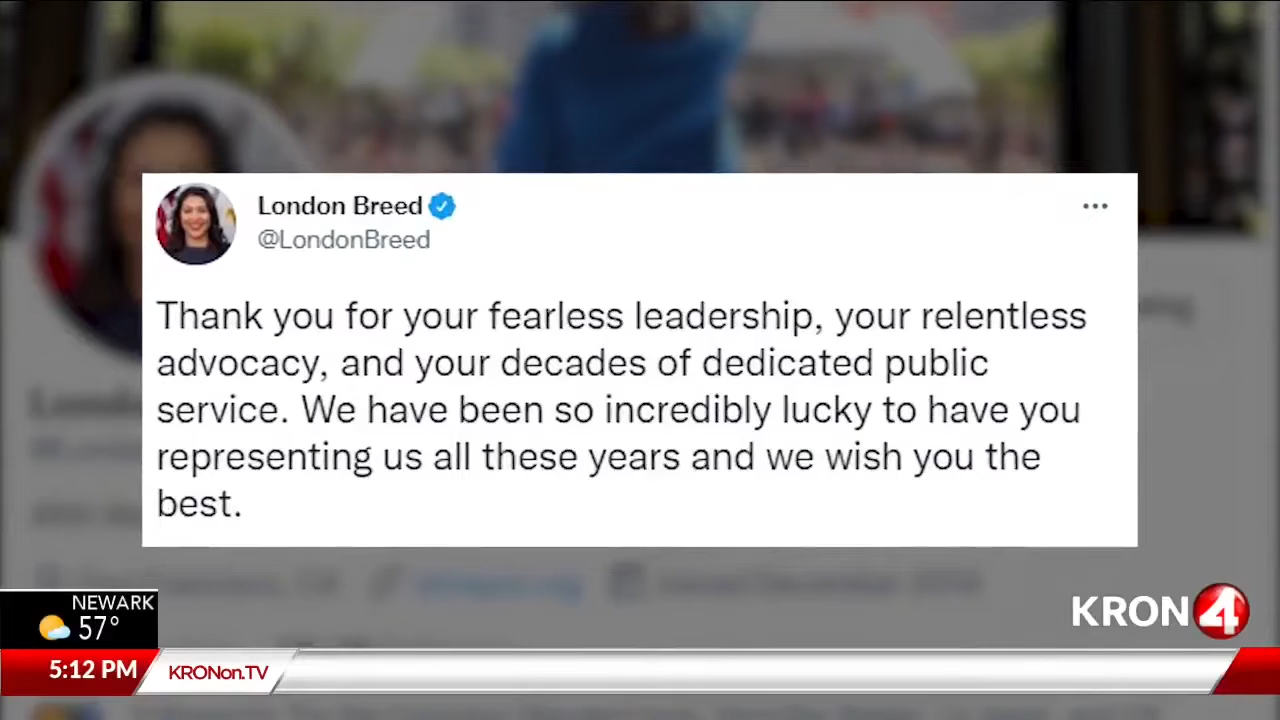 London Breed
@LondonBreed
Thank you for your fearless leadership, your relentless
advocacy, and your decades of dedicated public
service. We have been so incredibly lucky to have you
representing us all these years and we wish you the
best.
NEWARK
57°
KRON4
5:12 PM
KRONon.TV